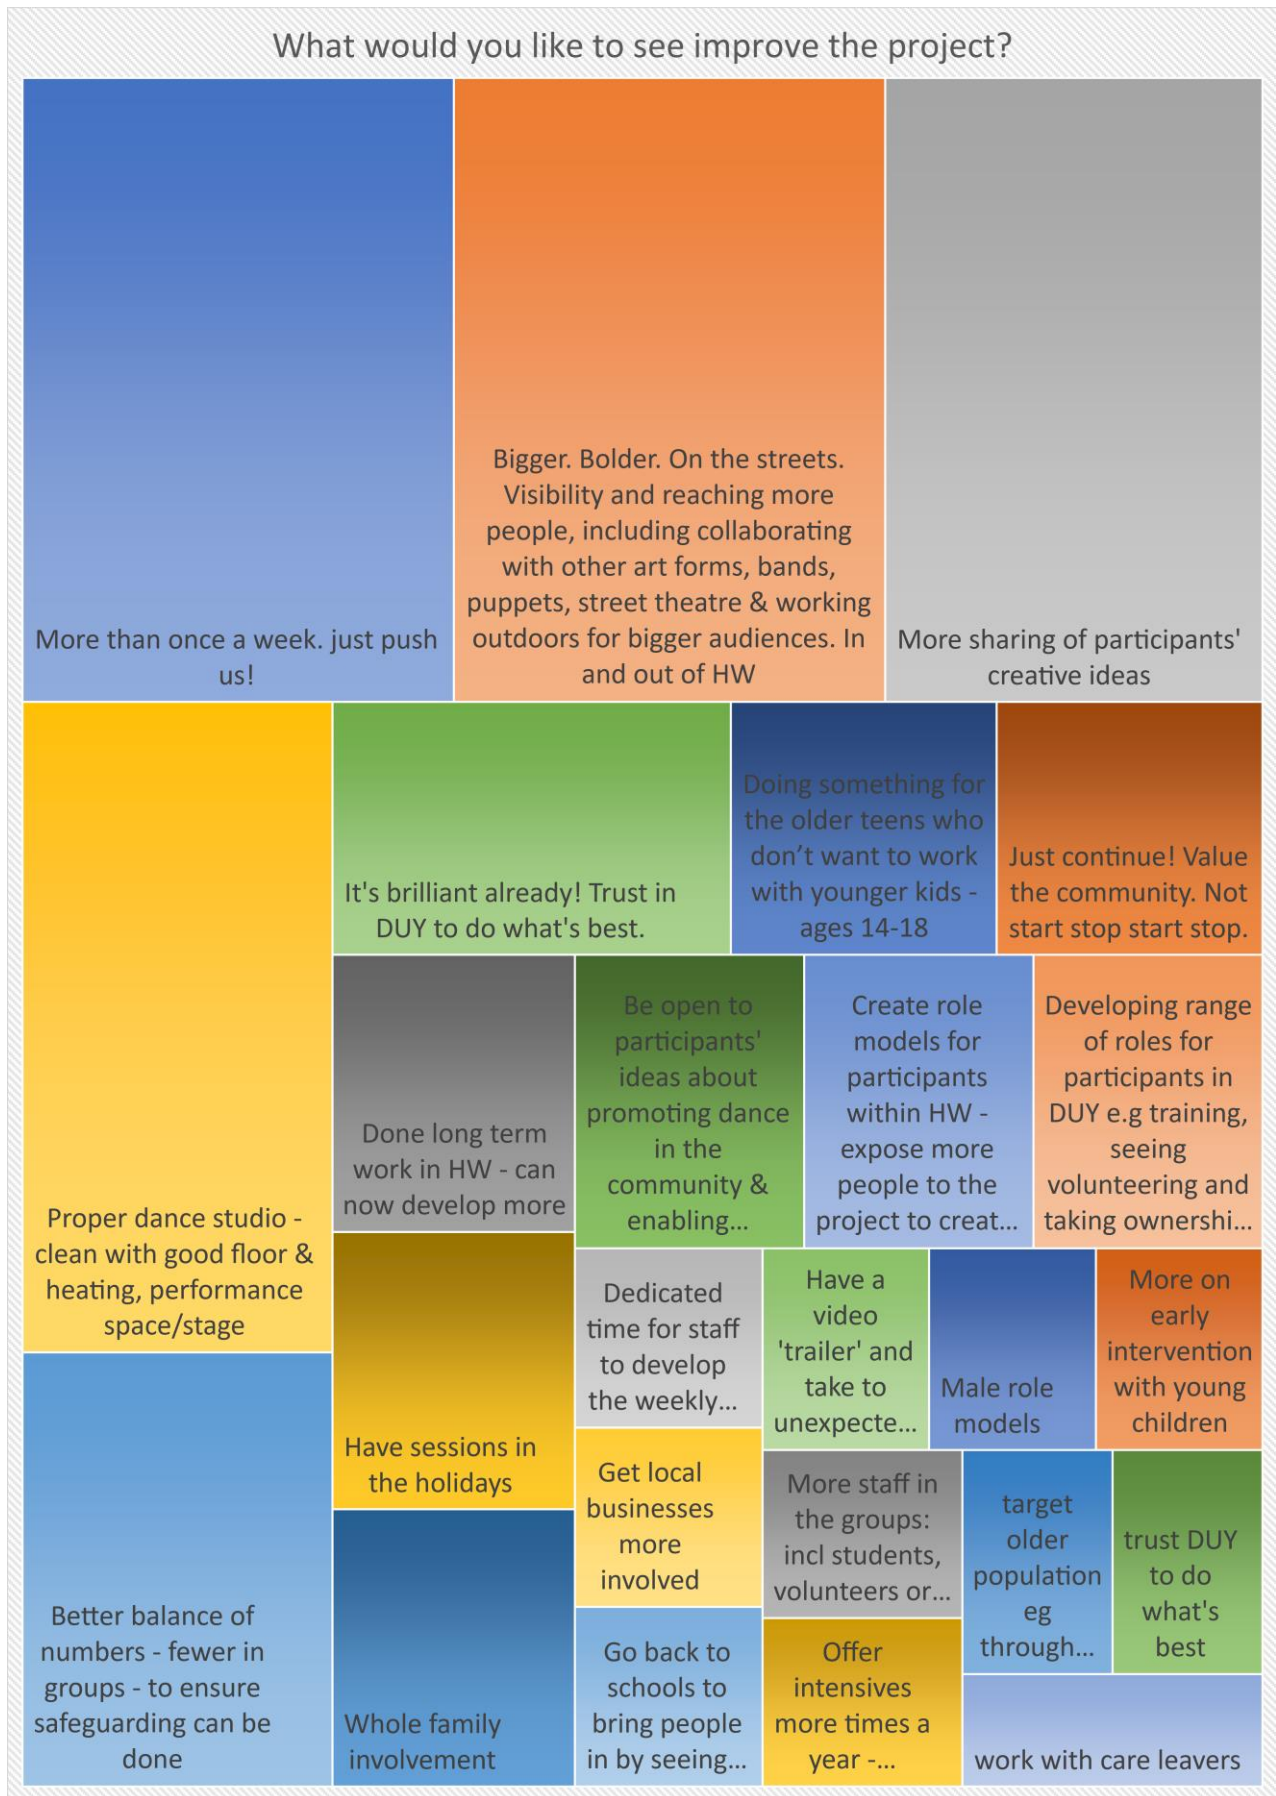 What would you like to see improve the project?
More than once a week. just push
us!
Bigger. Bolder. On the streets.
Visibility and reaching more
people, including collaborating
with other art forms, bands,
puppets, street theatre & working
outdoors for bigger audiences. In
and out of HW
More sharing of participants'
creative ideas
Proper dance studio -
clean with good floor &
heating, performance
space/stage
It's brilliant already! Trust in
DUY to do what's best.
Doing something for
the older teens who
don’t want to work
with younger kids -
ages 14-18
Just continue! Value
the community. Not
start stop start stop.
Done long term
work in HW - can
now develop more
Be open to
participants'
ideas about
promoting dance
in the
community &
enabling...
Create role
models for
participants
within HW -
expose more
people to the
project to creat...
Developing range
of roles for
participants in
DUY e.g training,
seeing
volunteering and
taking ownershi...
Have sessions in
the holidays
Dedicated
time for staff
to develop
the weekly...
Have a
video
'trailer' and
take to
unexpecte...
Male role
models
More on
early
intervention
with young
children
Better balance of
numbers - fewer in
groups - to ensure
safeguarding can be
done
Whole family
involvement
Get local
businesses
more
involved
Go back to
schools to
bring people
in by seeing...
More staff in
the groups:
incl students,
volunteers or...
Offer
intensives
more times a
year -...
target
older
population
eg
through...
trust DUY
to do
what's
best
work with care leavers